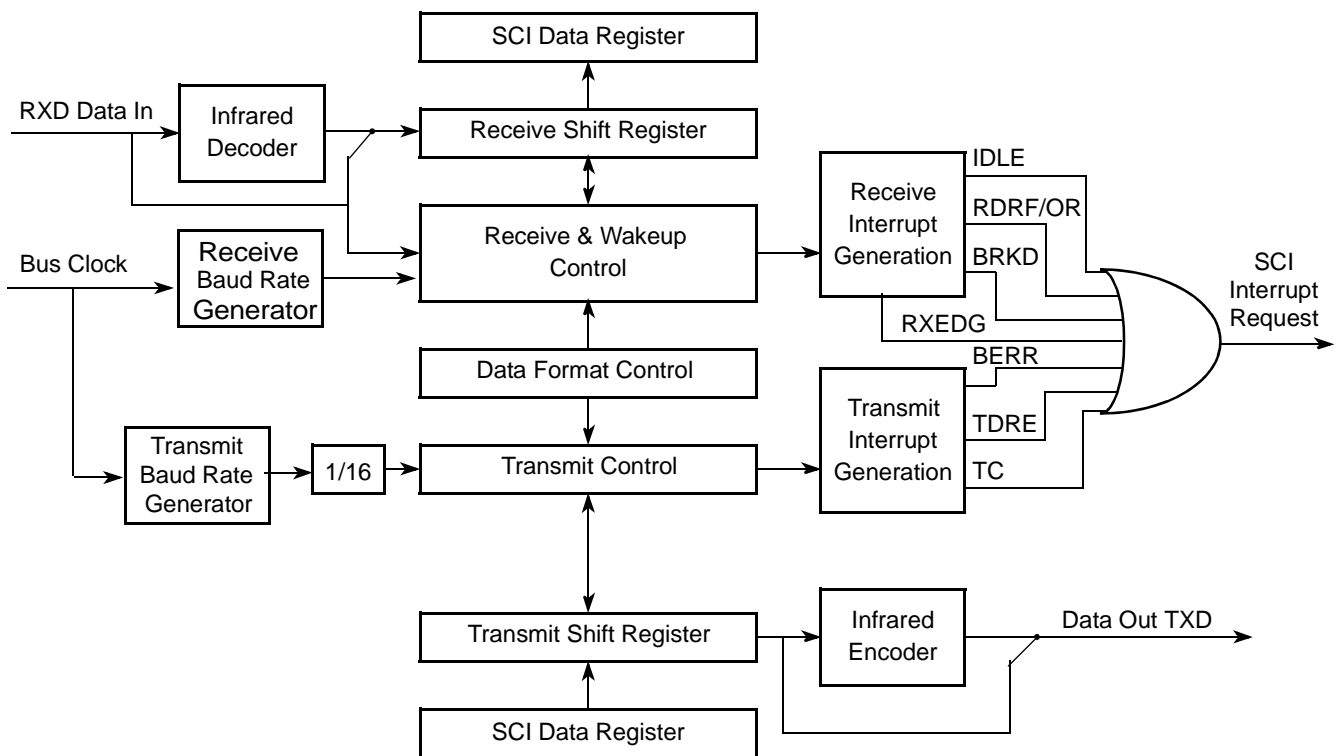 SCI Data Register
RXD Data In
Infrared
Decoder
Receive Shift Register
IDLE
Receive
Interrupt
Generation
RDRF/OR
BRKD
Receive & Wakeup
Control
Bus Clock
Receive
Baud Rate
Generator
SCI
Interrupt
Request
RXEDG
BERR
Data Format Control
Transmit
Interrupt
Generation
TDRE
TC
Transmit
Baud Rate
Generator
1/16
Transmit Control
Transmit Shift Register
Infrared
Encoder
Data Out TXD
SCI Data Register